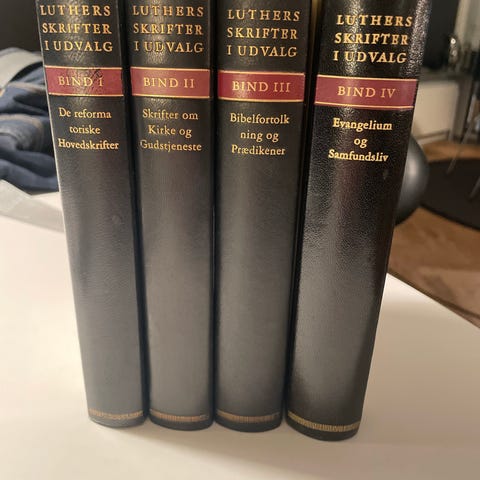 LUTHERS
SKRIFTER
I UDVALG
BIND I
De reforma
toriske
Hovedskrifter
LUTHERS
SKRIFTER
I UDVALG
BIND II
Skrifter om
Kirke og
Gudstjeneste
LUTHERS
SKRIFTER
I UDVALG
BIND III
Bibelfortolk
ning og
Prædikener
LUTHERS
SKRIFTER
I UDVALG
BIND IV
Evangelium
og
Samfundsliv